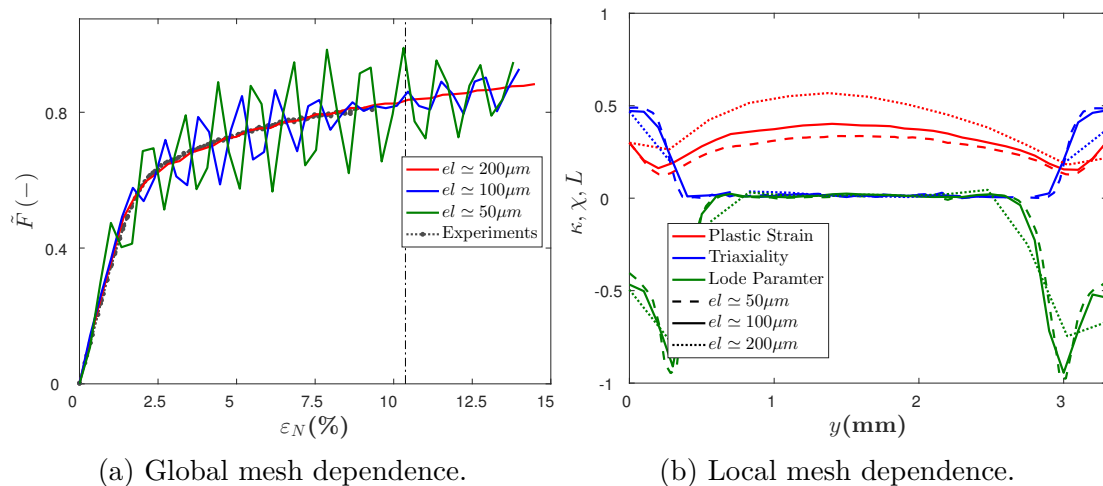 0.8
0.4
0
F̃ (−)
0 2.5 5 7.5 10 12.5 15
ε_N(%)
el ≃ 200μm
el ≃ 100μm
el ≃ 50μm
Experiments
(a) Global mesh dependence.
1
0.5
0
-0.5
-1
κ, χ, L
0 1 2 3
y(mm)
Plastic Strain
Triaxiality
Lode Paramter
el ≃ 50μm
el ≃ 100μm
el ≃ 200μm
(b) Local mesh dependence.